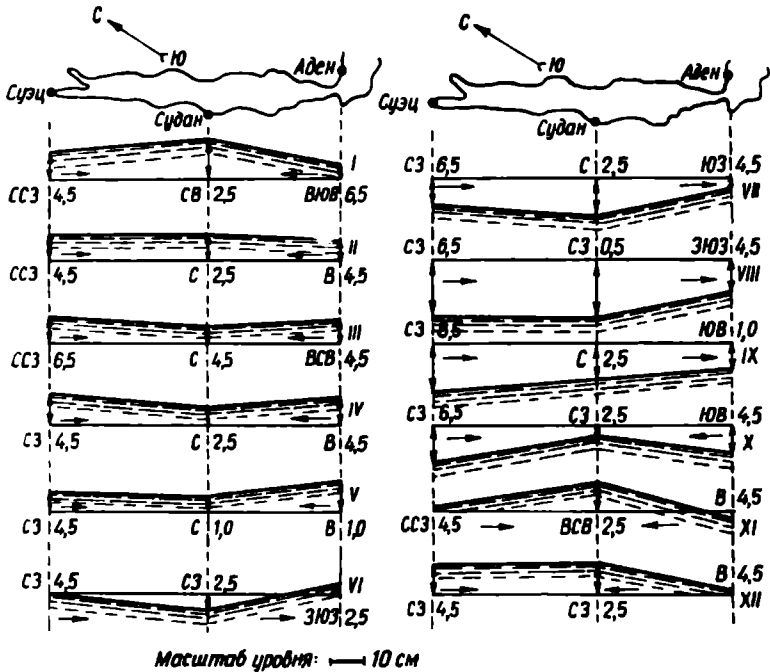 С
Ю
Аден
Суэц
Судан
I
ССЗ 4,5 СВ 2,5 ВЮВ 6,5
II
ССЗ 4,5 С 2,5 В 4,5
III
ССЗ 6,5 С 4,5 ВСВ 4,5
IV
СЗ 4,5 С 2,5 В 4,5
V
СЗ 4,5 С 1,0 В 1,0
СЗ 4,5 СЗ 2,5 VI
ЗЮЗ 2,5
С
Ю
Аден
Суэц
Судан
СЗ 6,5 С 2,5 ЮЗ 4,5
VII
СЗ 6,5 СЗ 0,5 ЗЮЗ 4,5
VIII
СЗ 6,5 ЮВ 1,0
С 2,5 IX
СЗ 6,5 СЗ 2,5 ЮВ 4,5
X
В 4,5
ССЗ 4,5 ВСВ 2,5 XI
В 4,5
СЗ 4,5 СЗ 2,5 XII
Масштаб уровня: 10 см